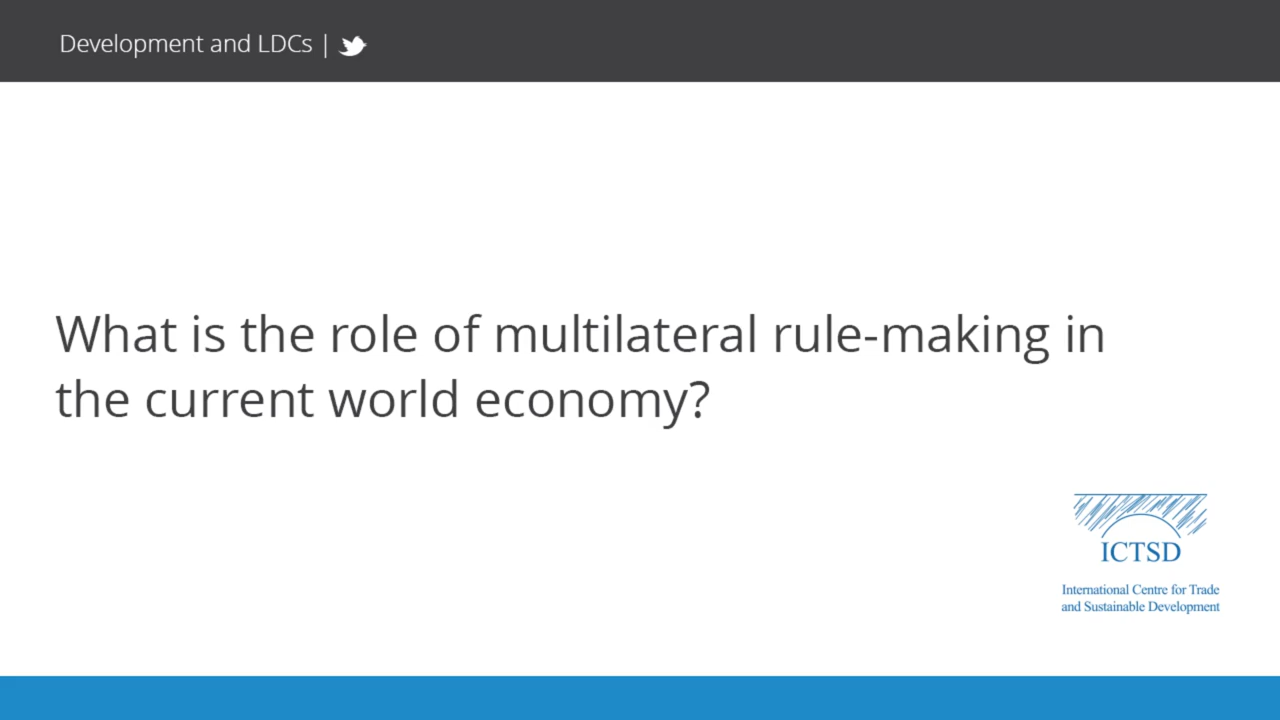 Development and LDCs |
What is the role of multilateral rule-making in
the current world economy?
ICTSD
International Centre for Trade
and Sustainable Development